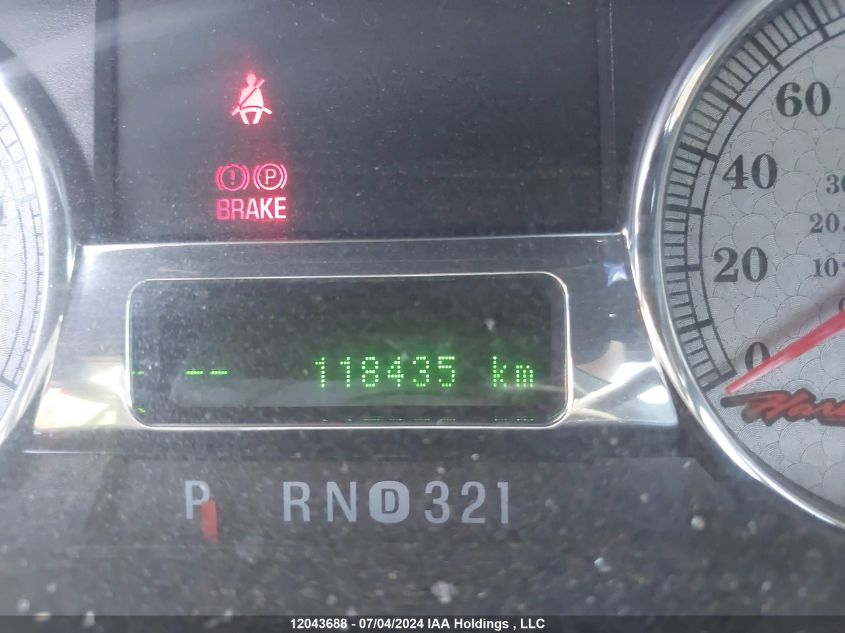 60
40
20
0
BRAKE
-- 118435 km
P RND321
12043688 - 07/04/2024 IAA Holdings , LLC